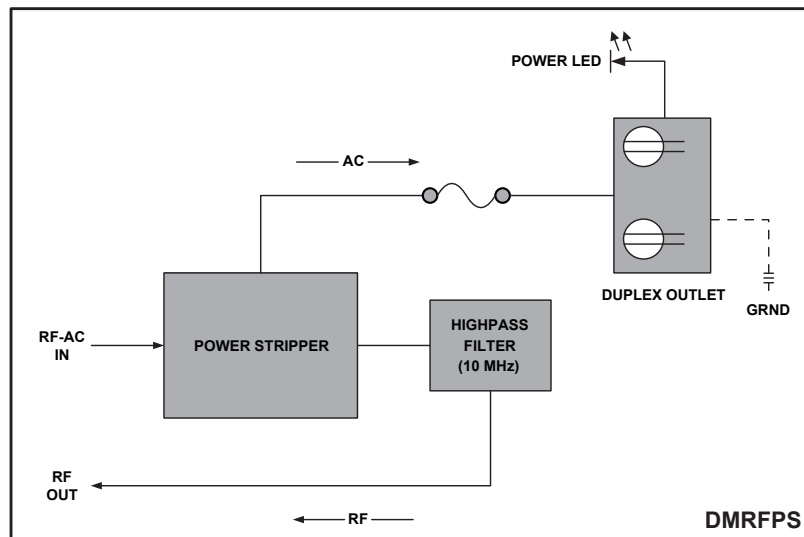 POWER LED
AC
DUPLEX OUTLET
GRND
RF-AC
IN
POWER STRIPPER
HIGHPASS
FILTER
(10 MHz)
RF
OUT
RF
DMRFPS